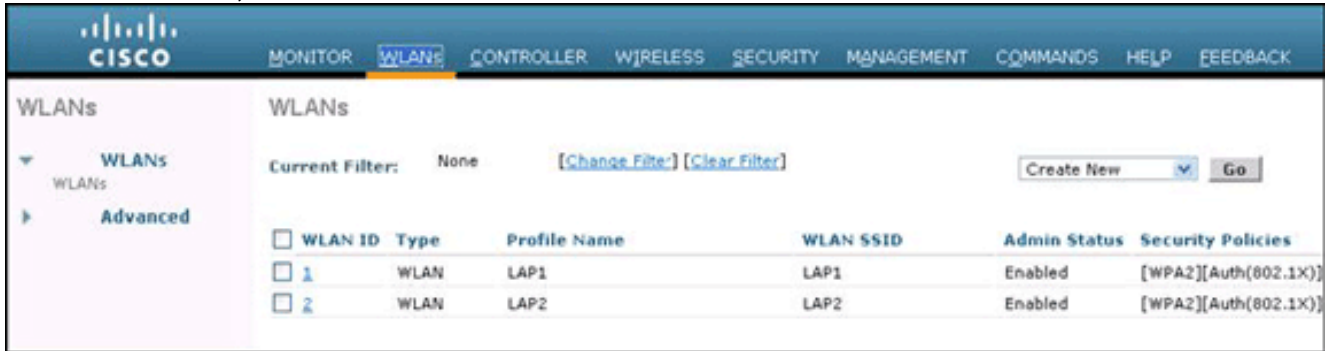 CISCO
MONITOR WLANs CONTROLLER WIRELESS SECURITY MANAGEMENT COMMANDS HELP FEEDBACK
WLANs
WLANs
WLANs
Advanced
WLANs
Current Filter: None [Change Filter] [Clear Filter]
Create New Go
WLAN ID Type Profile Name WLAN SSID Admin Status Security Policies
1 WLAN LAP1 LAP1 Enabled [WPA2][Auth(802.1X)]
2 WLAN LAP2 LAP2 Enabled [WPA2][Auth(802.1X)]